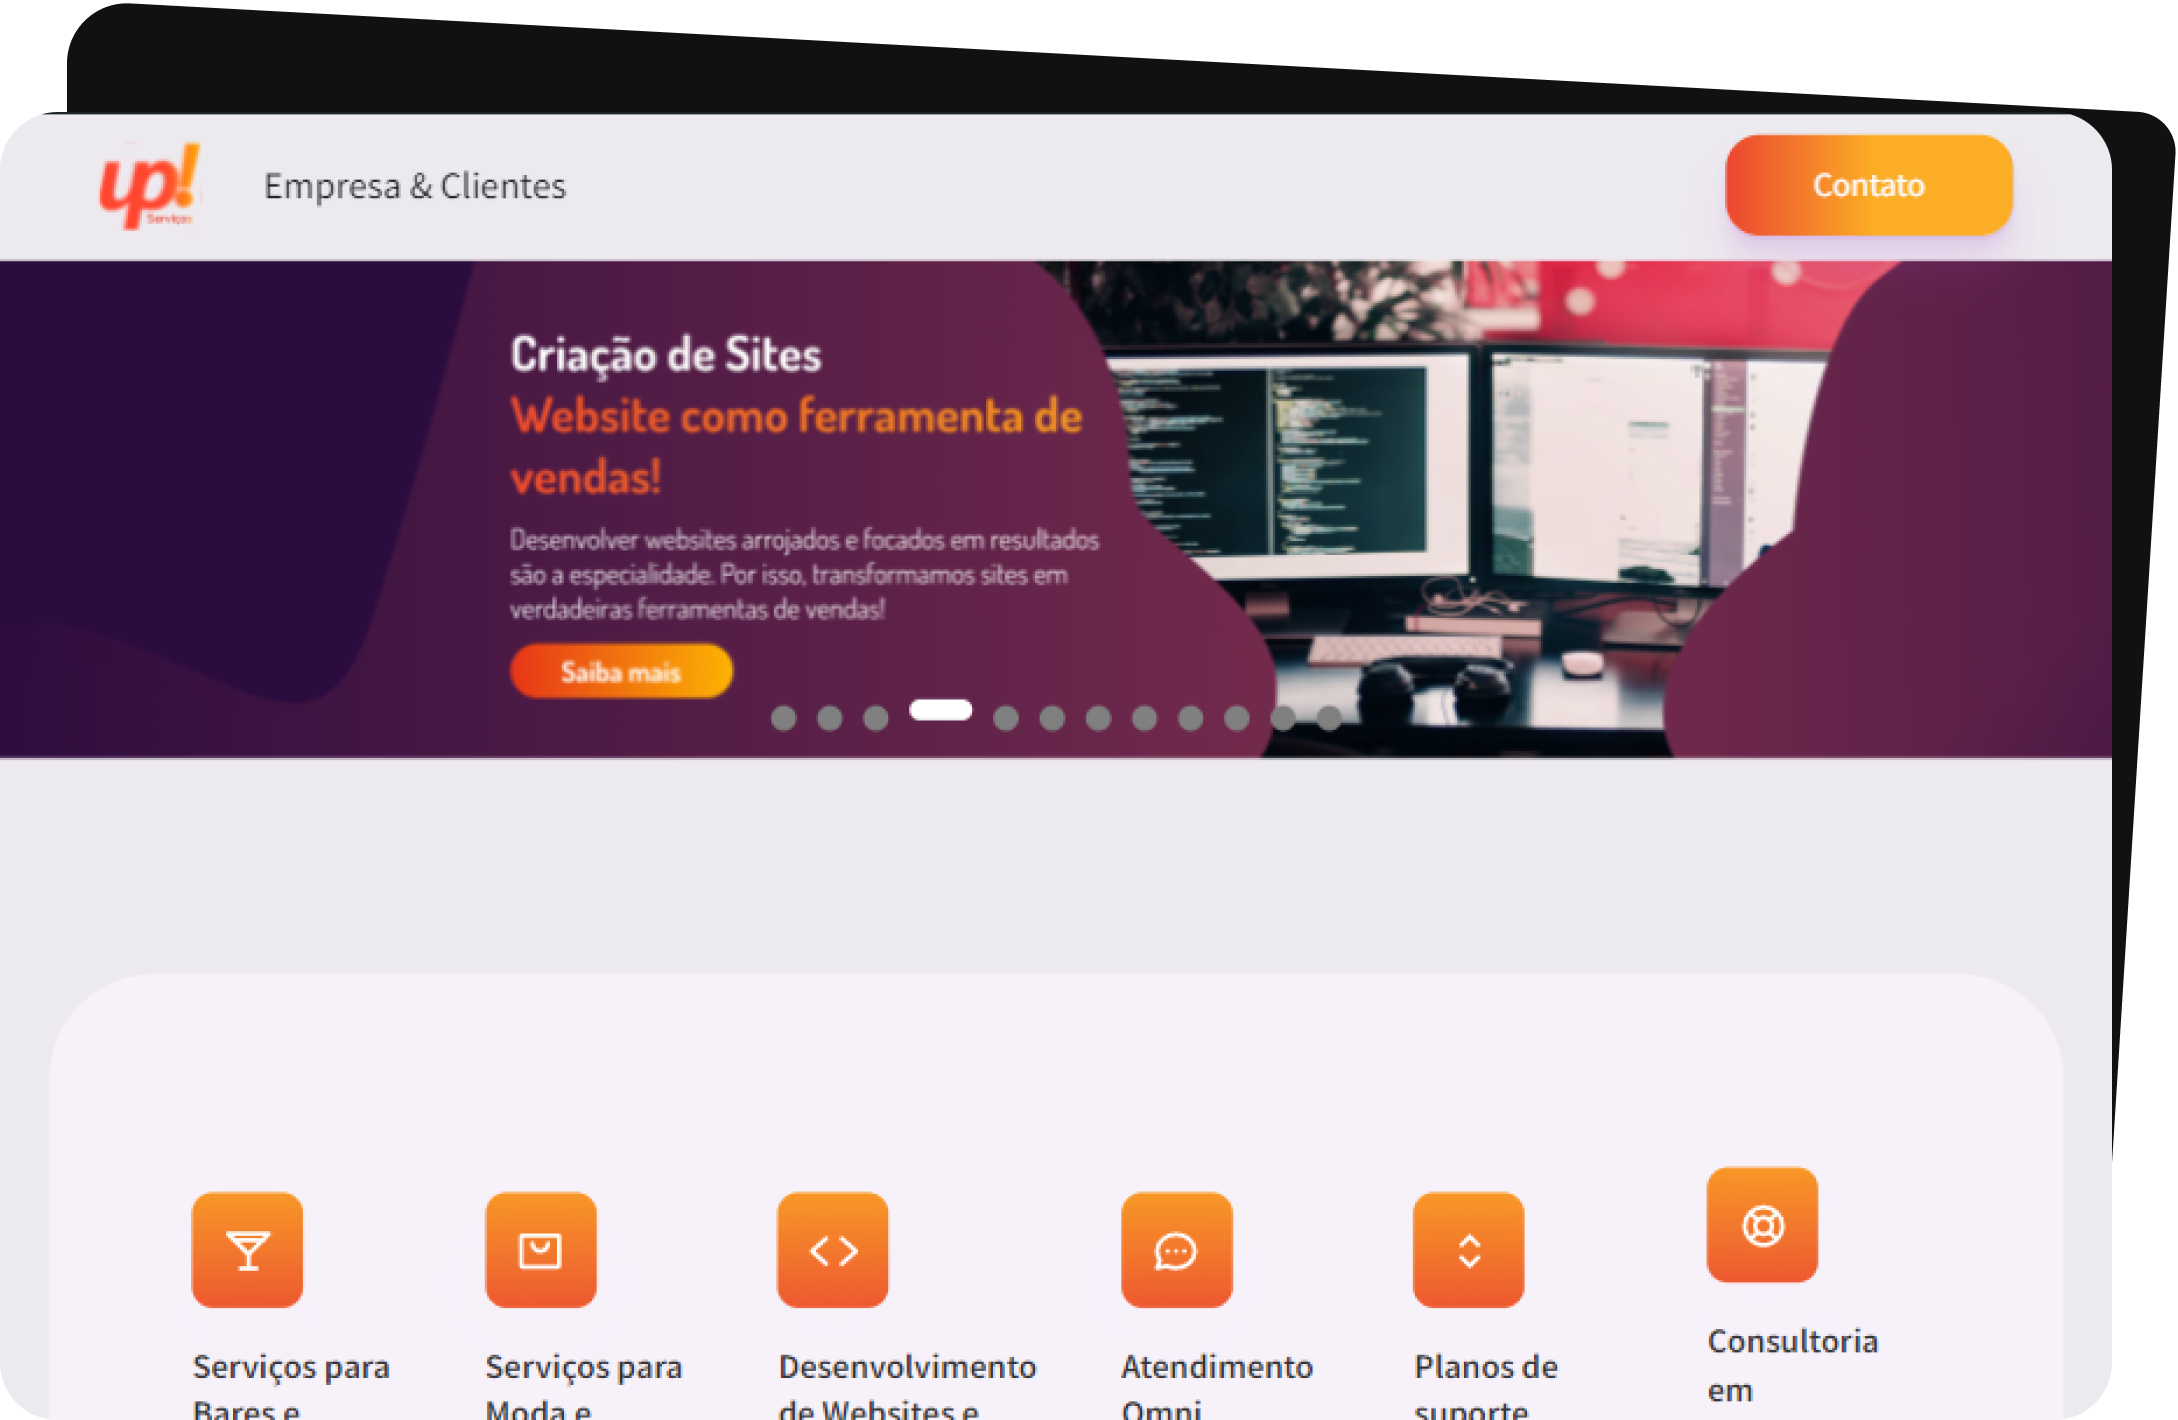 up!
Serviços
Empresa & Clientes
Contato
Criação de Sites
Website como ferramenta de
vendas!
Desenvolver websites arrojados e focados em resultados
são a especialidade. Por isso, transformamos sites em
verdadeiras ferramentas de vendas!
Saiba mais
Serviços para
Bares e
Serviços para
Moda e
Desenvolvimento
de Websites e
Atendimento
Omni
Planos de
suporte
Consultoria
em